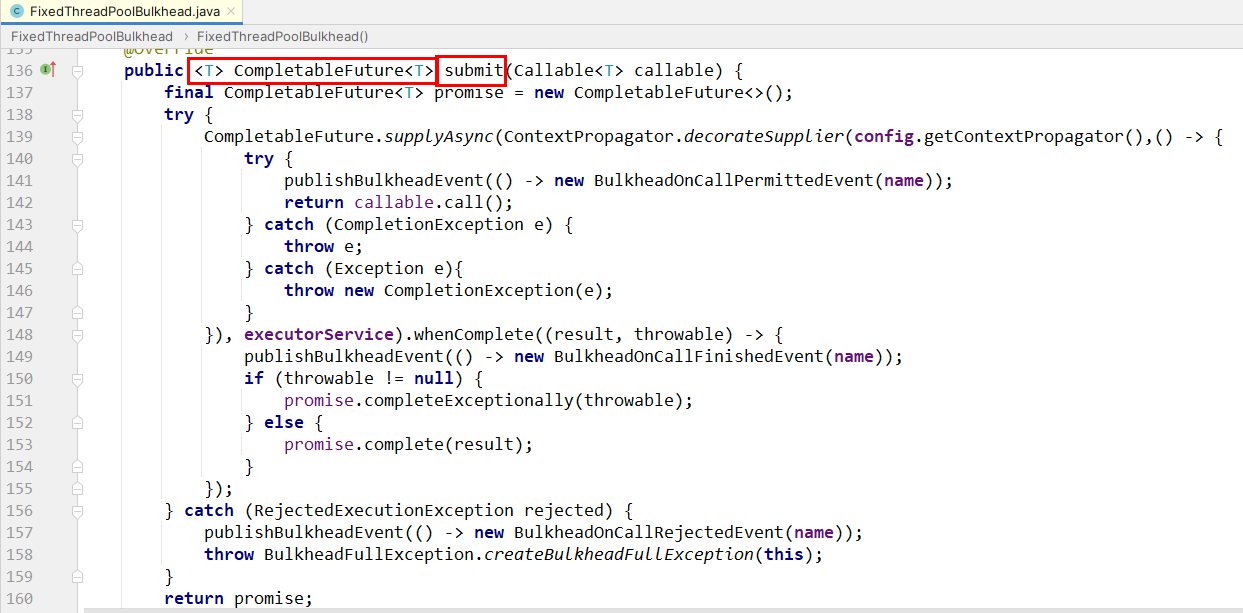 FixedThreadPoolBulkhead.java
FixedThreadPoolBulkhead > FixedThreadPoolBulkhead()
135 @Override
136 public <T> CompletableFuture<T> submit(Callable<T> callable) {
137 final CompletableFuture<T> promise = new CompletableFuture<>();
138 try {
139 CompletableFuture.supplyAsync(ContextPropagator.decorateSupplier(config.getContextPropagator(),() -> {
140 try {
141 publishBulkheadEvent(() -> new BulkheadOnCallPermittedEvent(name));
142 return callable.call();
143 } catch (CompletionException e) {
144 throw e;
145 } catch (Exception e){
146 throw new CompletionException(e);
147 }
148 }), executorService).whenComplete((result, throwable) -> {
149 publishBulkheadEvent(() -> new BulkheadOnCallFinishedEvent(name));
150 if (throwable != null) {
151 promise.completeExceptionally(throwable);
152 } else {
153 promise.complete(result);
154 }
155 });
156 } catch (RejectedExecutionException rejected) {
157 publishBulkheadEvent(() -> new BulkheadOnCallRejectedEvent(name));
158 throw BulkheadFullException.createBulkheadFullException(this);
159 }
160 return promise;